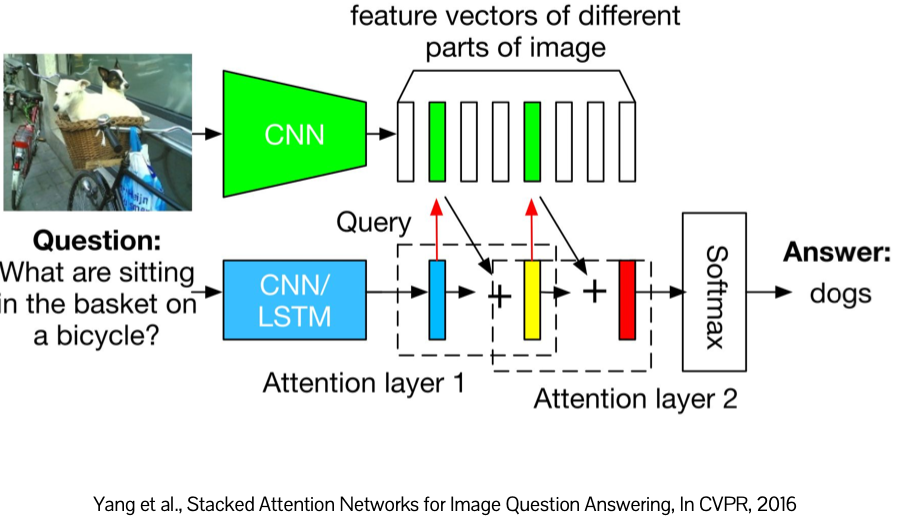 feature vectors of different
parts of image
CNN
Query
Question:
What are sitting
in the basket on
a bicycle?
CNN/
LSTM
+
+
Softmax
Answer:
dogs
Attention layer 1
Attention layer 2
Yang et al., Stacked Attention Networks for Image Question Answering, In CVPR, 2016